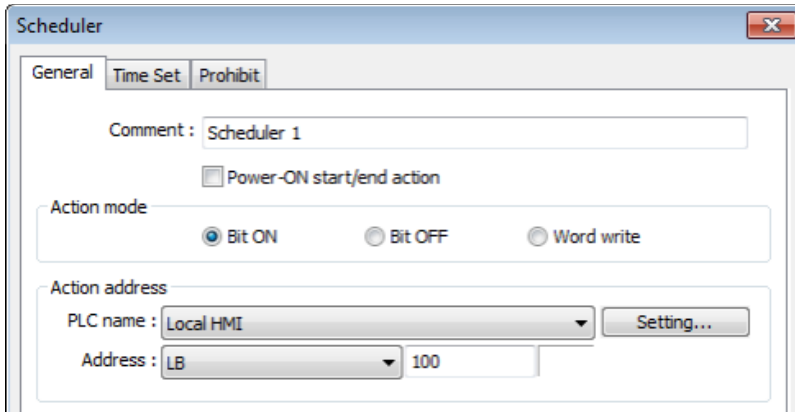 Scheduler
General Time Set Prohibit
Comment : Scheduler 1
Power-ON start/end action
Action mode
Bit ON Bit OFF Word write
Action address
PLC name : Local HMI Setting...
Address : LB 100